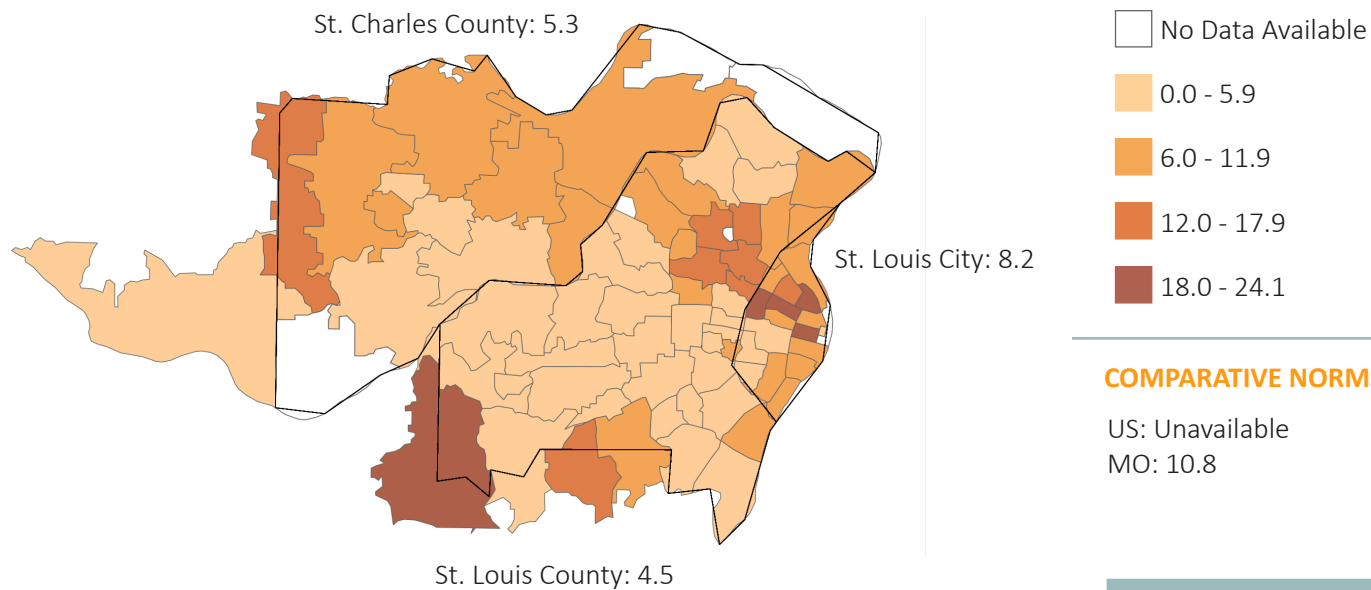 St. Charles County: 5.3
St. Louis City: 8.2
St. Louis County: 4.5
No Data Available
0.0 - 5.9
6.0 - 11.9
12.0 - 17.9
18.0 - 24.1
COMPARATIVE NORM
US: Unavailable
MO: 10.8